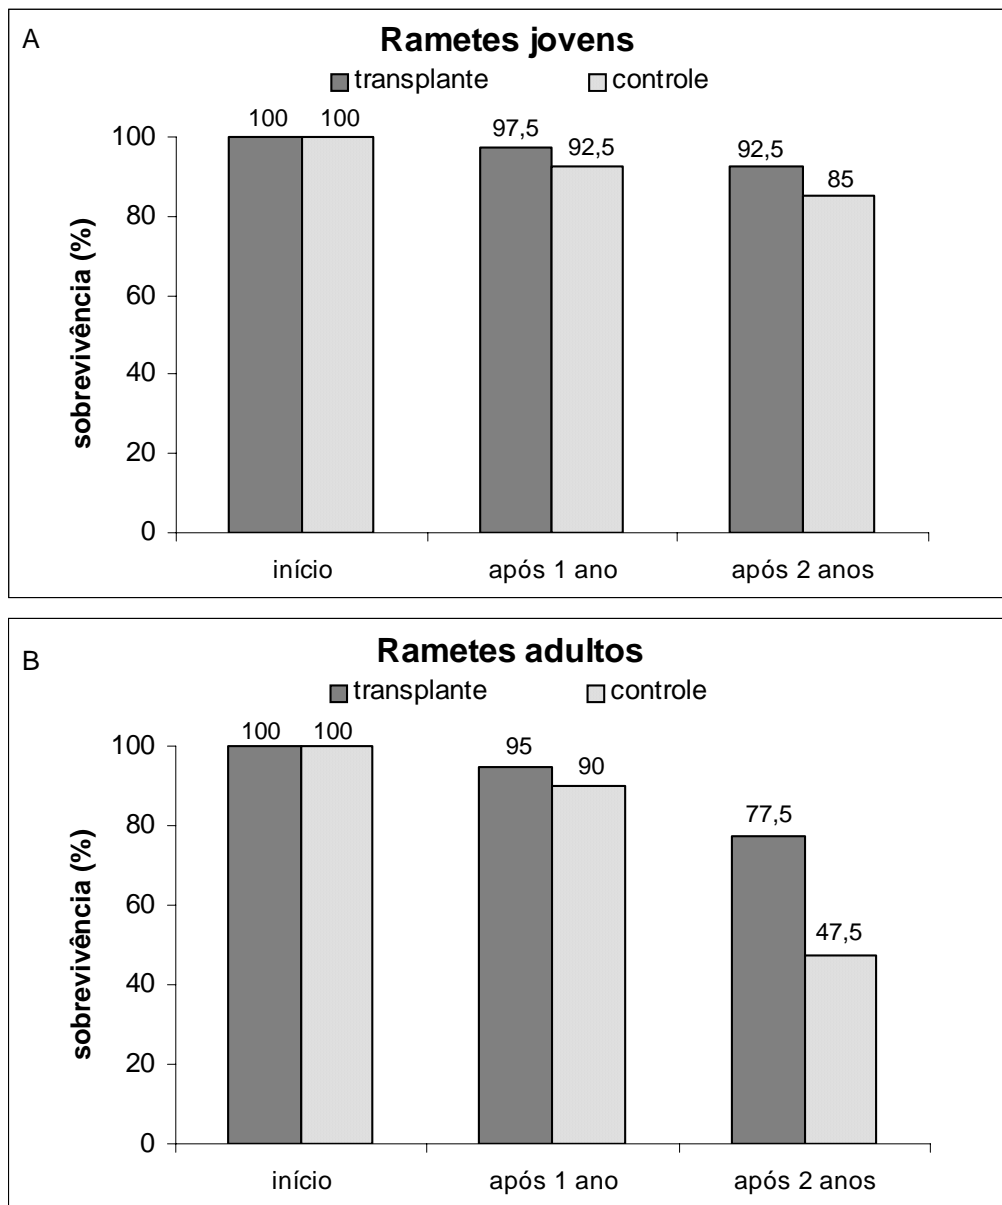 A
Rametes jovens
transplante controle
100 100
97,5
92,5
92,5
85
100
80
60
40
20
0
sobrevivência (%)
início após 1 ano após 2 anos
B
Rametes adultos
transplante controle
100 100
95
90
77,5
47,5
100
80
60
40
20
0
sobrevivência (%)
início após 1 ano após 2 anos